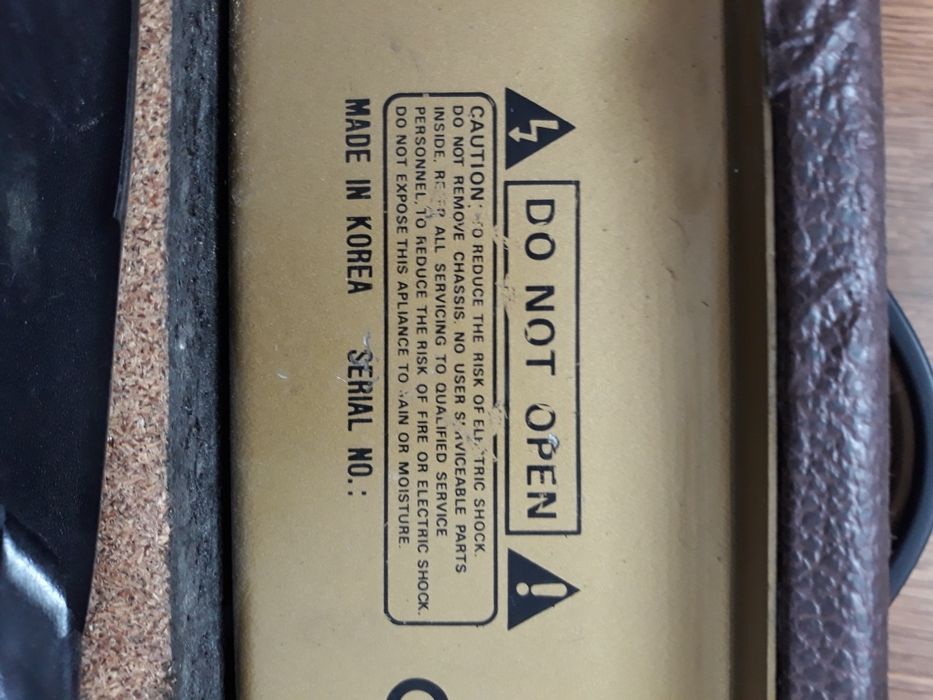 DO NOT OPEN
CAUTION: TO REDUCE THE RISK OF ELECTRIC SHOCK.
DO NOT REMOVE CHASSIS. NO USER SERVICEABLE PARTS
INSIDE. REFER ALL SERVICING TO QUALIFIED SERVICE
PERSONNEL, TO REDUCE THE RISK OF FIRE OR ELECTRIC SHOCK.
DO NOT EXPOSE THIS APLIANCE TO RAIN OR MOISTURE.
MADE IN KOREA SERIAL NO.: